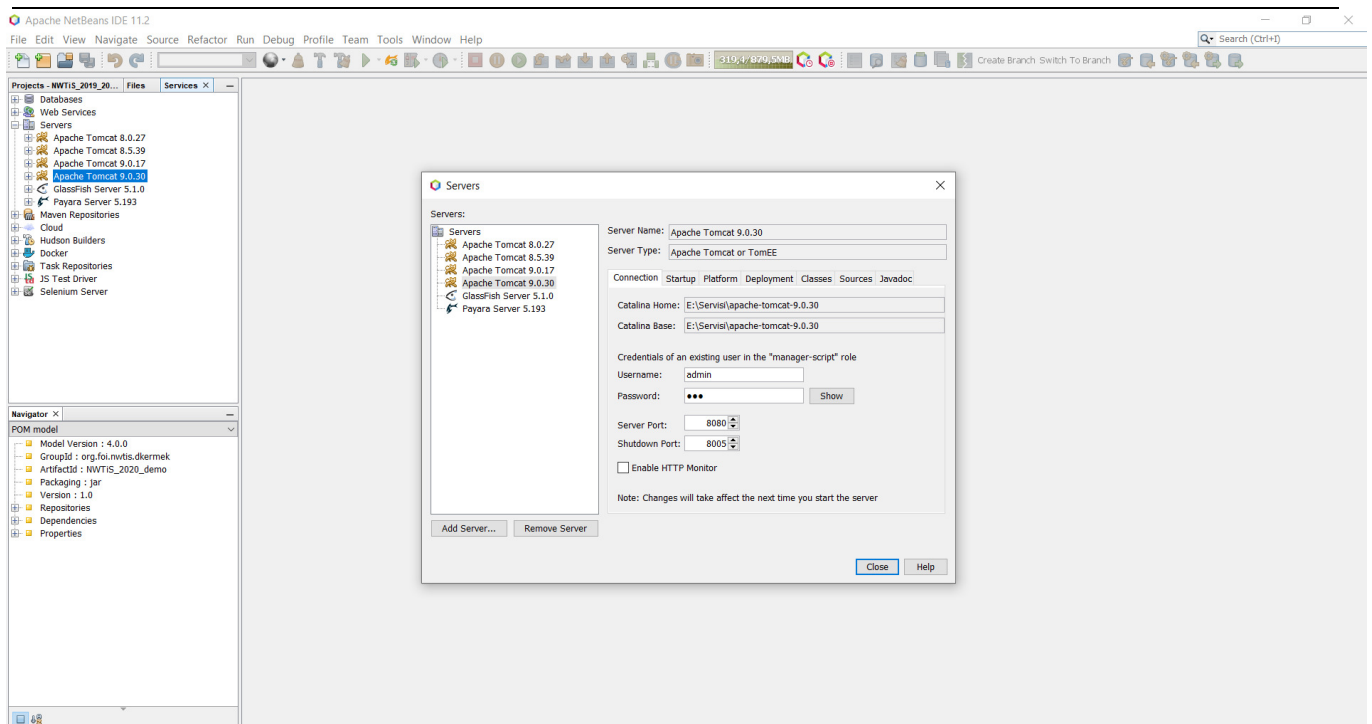 Apache NetBeans IDE 11.2
File Edit View Navigate Source Refactor Run Debug Profile Team Tools Window Help
Search (Ctrl+I)
319,4/879,5MB
Create Branch Switch To Branch
Projects - NWTiS_2019_20... Files Services
Databases
Web Services
Servers
Apache Tomcat 8.0.27
Apache Tomcat 8.5.39
Apache Tomcat 9.0.17
Apache Tomcat 9.0.30
GlassFish Server 5.1.0
Payara Server 5.193
Maven Repositories
Cloud
Hudson Builders
Docker
Task Repositories
JS Test Driver
Selenium Server
Navigator
POM model
Model Version : 4.0.0
GroupId : org.foi.nwtis.dkermek
ArtifactId : NWTiS_2020_demo
Packaging : jar
Version : 1.0
Repositories
Dependencies
Properties
Servers
Servers:
Servers
Apache Tomcat 8.0.27
Apache Tomcat 8.5.39
Apache Tomcat 9.0.17
Apache Tomcat 9.0.30
GlassFish Server 5.1.0
Payara Server 5.193
Add Server... Remove Server
Server Name: Apache Tomcat 9.0.30
Server Type: Apache Tomcat or TomEE
Connection Startup Platform Deployment Classes Sources Javadoc
Catalina Home: E:\Servisi\apache-tomcat-9.0.30
Catalina Base: E:\Servisi\apache-tomcat-9.0.30
Credentials of an existing user in the "manager-script" role
Username: admin
Password: ●●● Show
Server Port: 8080
Shutdown Port: 8005
Enable HTTP Monitor
Note: Changes will take affect the next time you start the server
Close Help